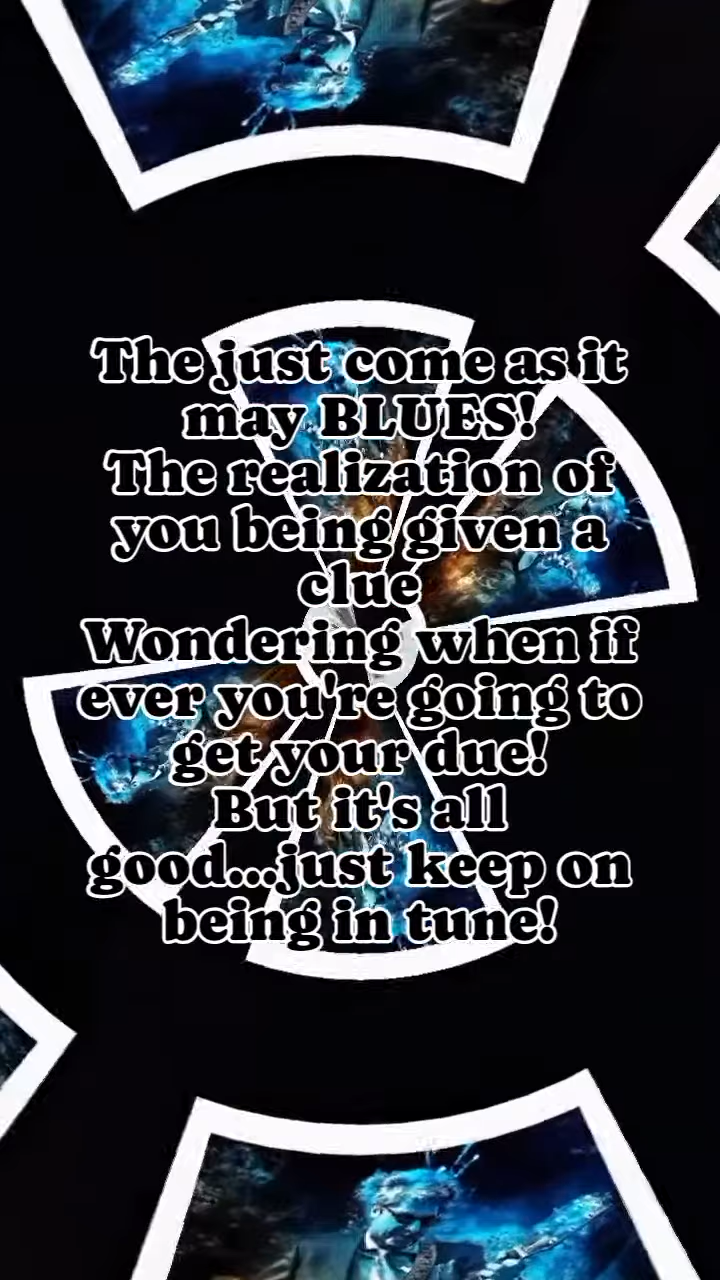 The just come as it
may BLUES!
The realization of
you being given a
clue
Wondering when if
ever you're going to
get your due!
But it's all
good...just keep on
being in tune!